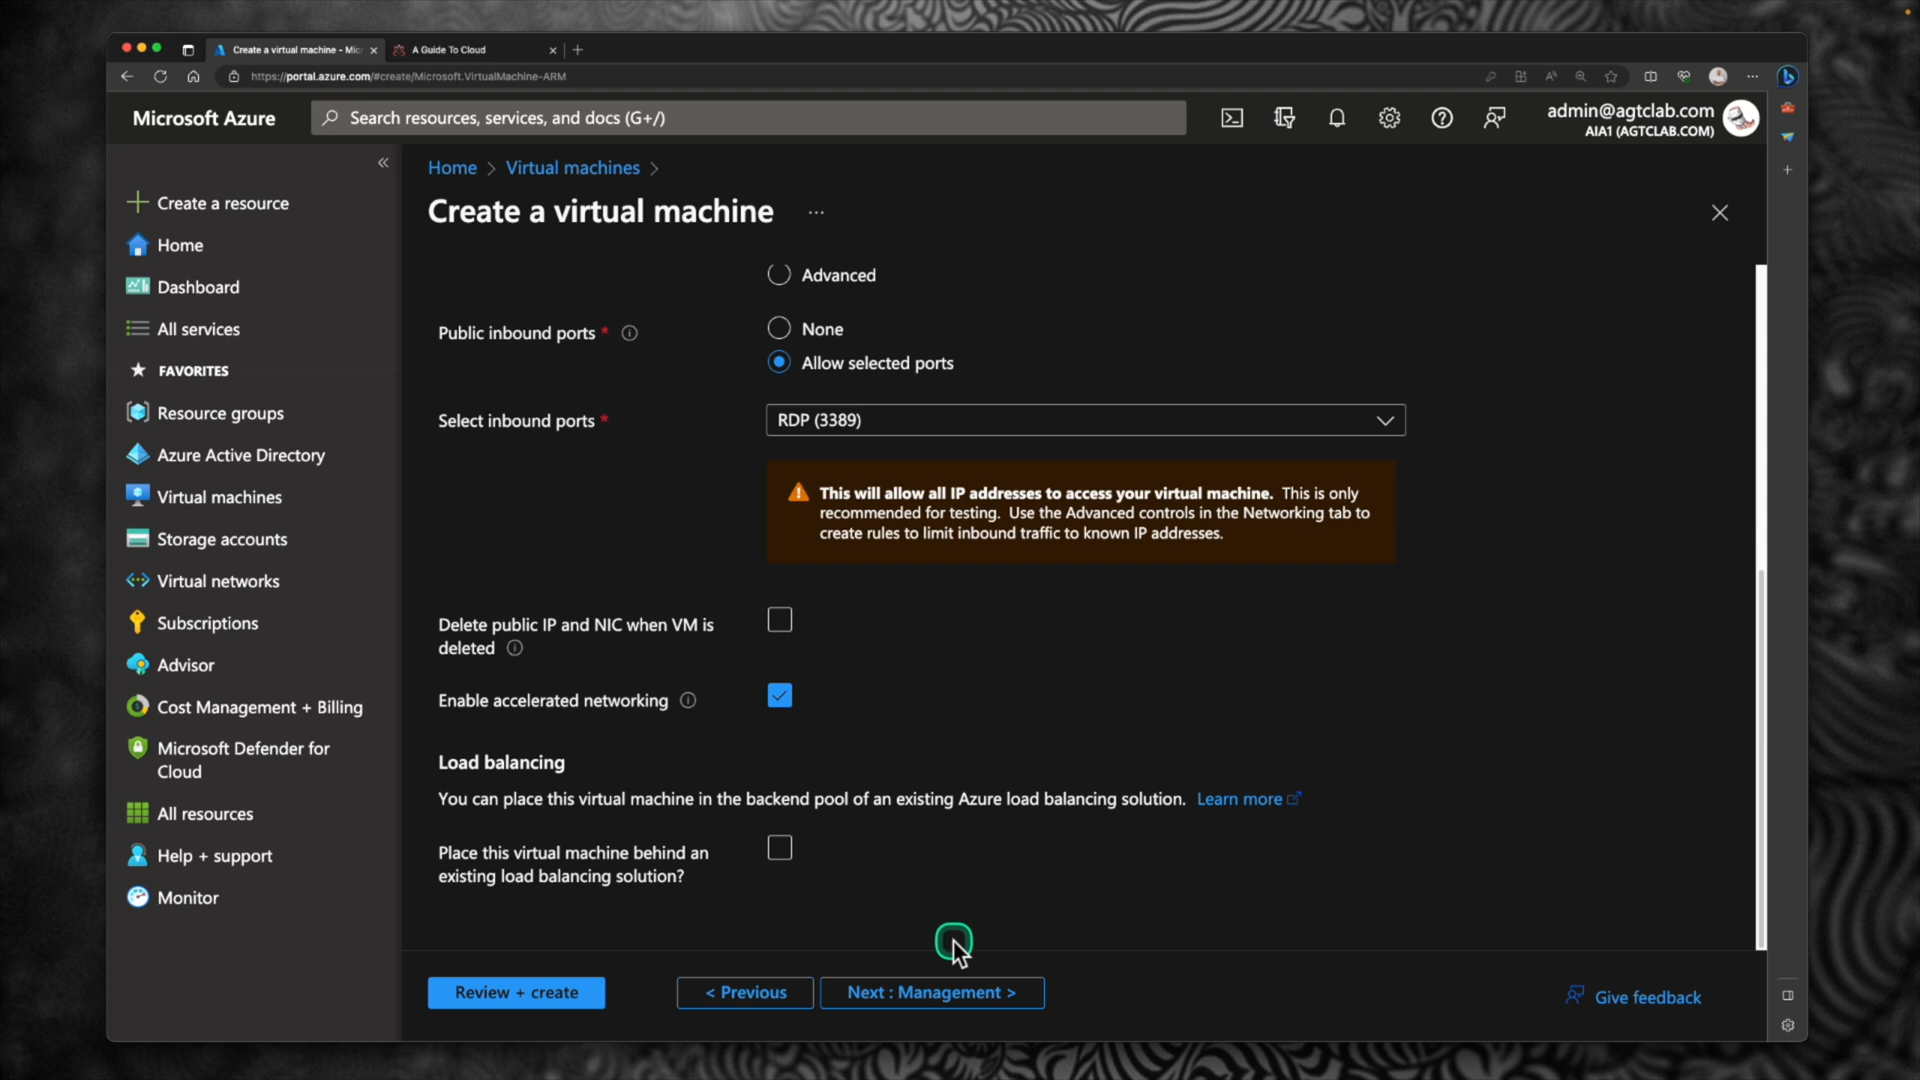 Create a virtual machine - Mic
A Guide To Cloud
https://portal.azure.com/#create/Microsoft.VirtualMachine-ARM
Microsoft Azure
Search resources, services, and docs (G+/)
admin@agtclab.com
AIA1 (AGTCLAB.COM)
Home > Virtual machines >
Create a virtual machine ...
Create a resource
Home
Dashboard
All services
FAVORITES
Resource groups
Azure Active Directory
Virtual machines
Storage accounts
Virtual networks
Subscriptions
Advisor
Cost Management + Billing
Microsoft Defender for
Cloud
All resources
Help + support
Monitor
Advanced
Public inbound ports *
None
Allow selected ports
Select inbound ports *
RDP (3389)
This will allow all IP addresses to access your virtual machine. This is only
recommended for testing. Use the Advanced controls in the Networking tab to
create rules to limit inbound traffic to known IP addresses.
Delete public IP and NIC when VM is
deleted
Enable accelerated networking
Load balancing
You can place this virtual machine in the backend pool of an existing Azure load balancing solution. Learn more
Place this virtual machine behind an
existing load balancing solution?
Review + create
< Previous
Next : Management >
Give feedback